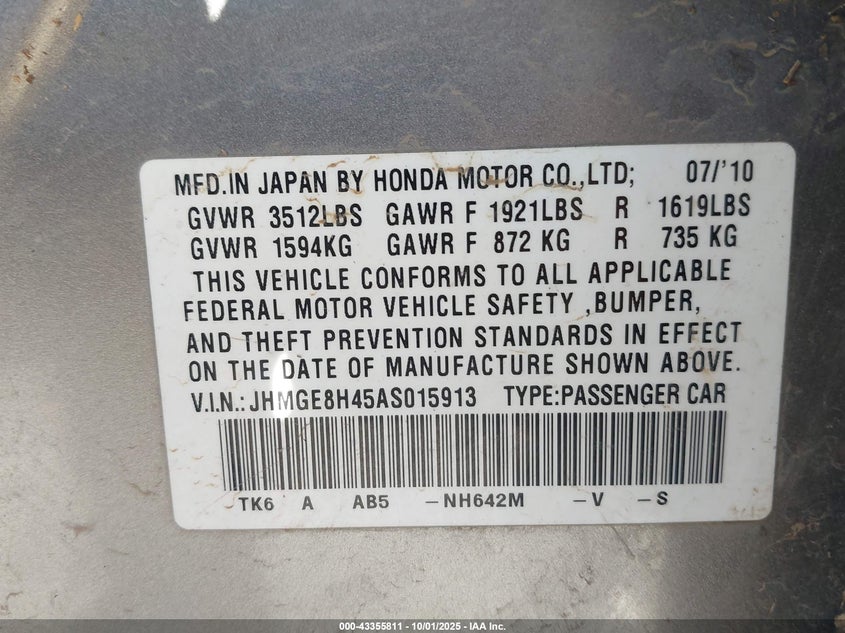 MFD.IN JAPAN BY HONDA MOTOR CO.,LTD; 07/'10
GVWR 3512LBS GAWR F 1921LBS R 1619LBS
GVWR 1594KG GAWR F 872 KG R 735 KG
THIS VEHICLE CONFORMS TO ALL APPLICABLE
FEDERAL MOTOR VEHICLE SAFETY ,BUMPER,
AND THEFT PREVENTION STANDARDS IN EFFECT
ON THE DATE OF MANUFACTURE SHOWN ABOVE.
V.I.N.: JHMGE8H45AS015913 TYPE:PASSENGER CAR
TK6 A AB5 -NH642M -V -S
000-43355811 - 10/01/2025 - IAA Inc.